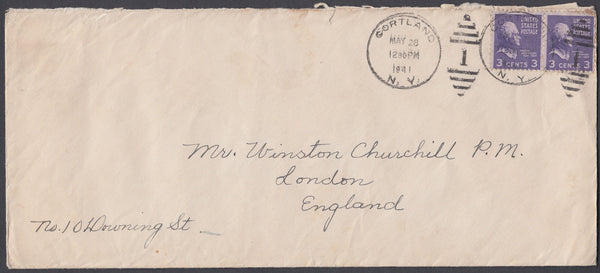 CORTLAND
MAY 28
1230PM
1941
N. Y.
1
CORTLAND
N. Y.
UNITED STATES POSTAGE
3 CENTS 3
UNITED STATES POSTAGE
3 CENTS 3
Mr. Winston Churchill P.M.
London
England
No. 10 Downing St